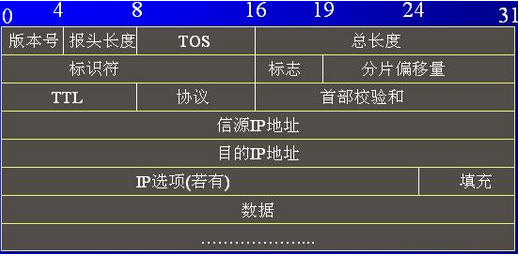 0 4 8 16 19 24 31
版本号 报头长度 TOS 总长度
标识符 标志 分片偏移量
TTL 协议 首部校验和
信源IP地址
目的IP地址
IP选项(若有) 填充
数据
…………………